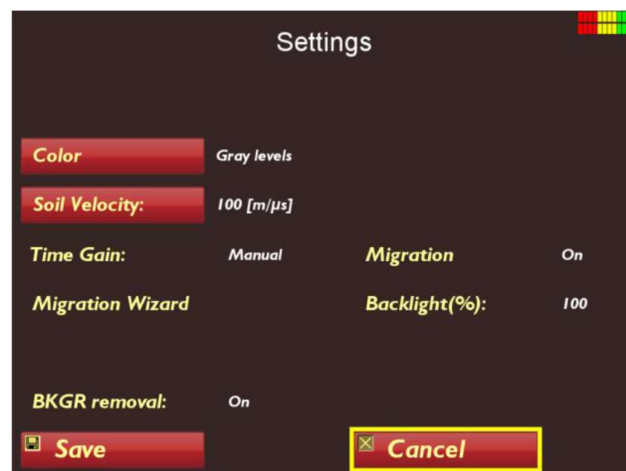 Settings
Color Gray levels
Soil Velocity: 100 [m/µs]
Time Gain: Manual Migration On
Migration Wizard Backlight(%): 100
BKGR removal: On
Save Cancel